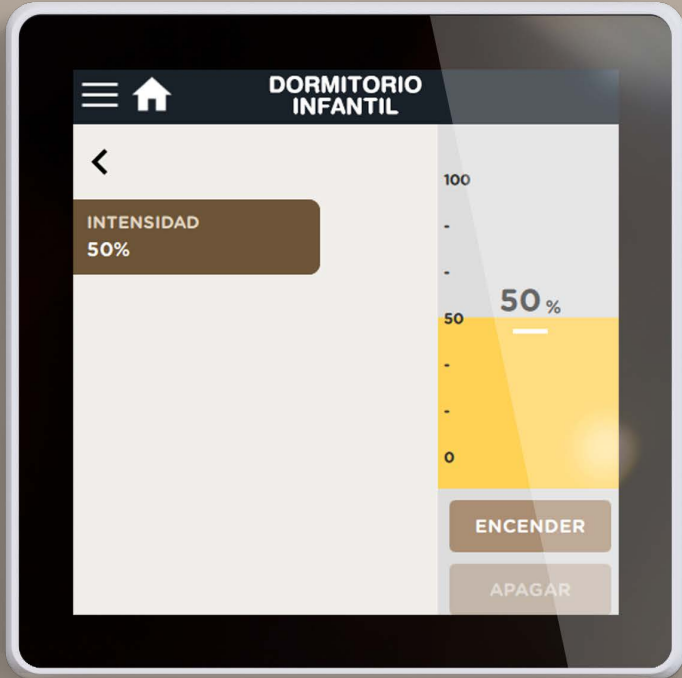 DORMITORIO
INFANTIL
INTENSIDAD
50%
100
-
-
50 %
50
-
-
0
ENCENDER
APAGAR